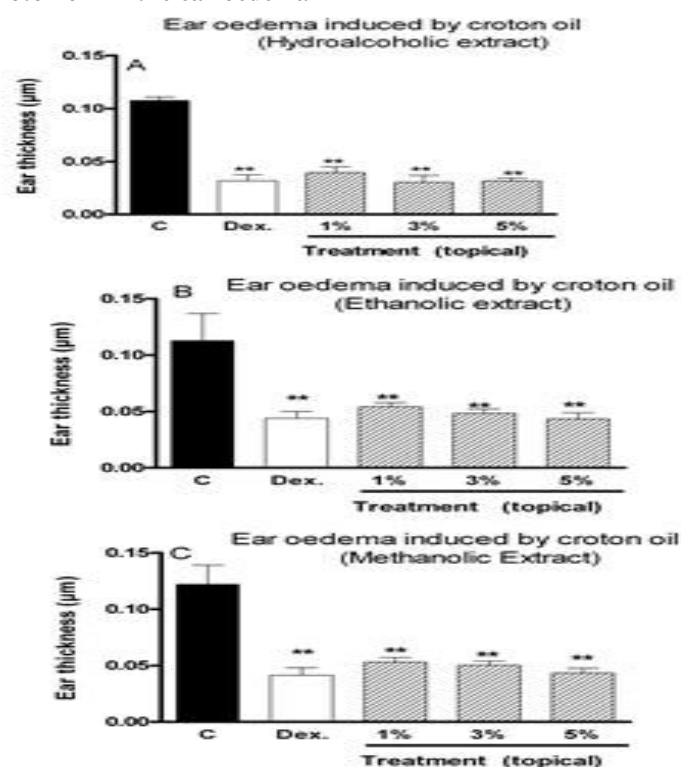 Ear oedema induced by croton oil
(Hydroalcoholic extract)
A
Ear thickness (µm)
0.15
0.10
0.05
0.00
** ** ** **
C Dex. 1% 3% 5%
Treatment (topical)
Ear oedema induced by croton oil
(Ethanolic extract)
B
Ear thickness (µm)
0.15
0.10
0.05
0.00
** ** ** **
C Dex. 1% 3% 5%
Treatment (topical)
Ear oedema induced by croton oil
(Methanolic Extract)
C
Ear thickness (µm)
0.15
0.10
0.05
0.00
** ** ** **
C Dex. 1% 3% 5%
Treatment (topical)